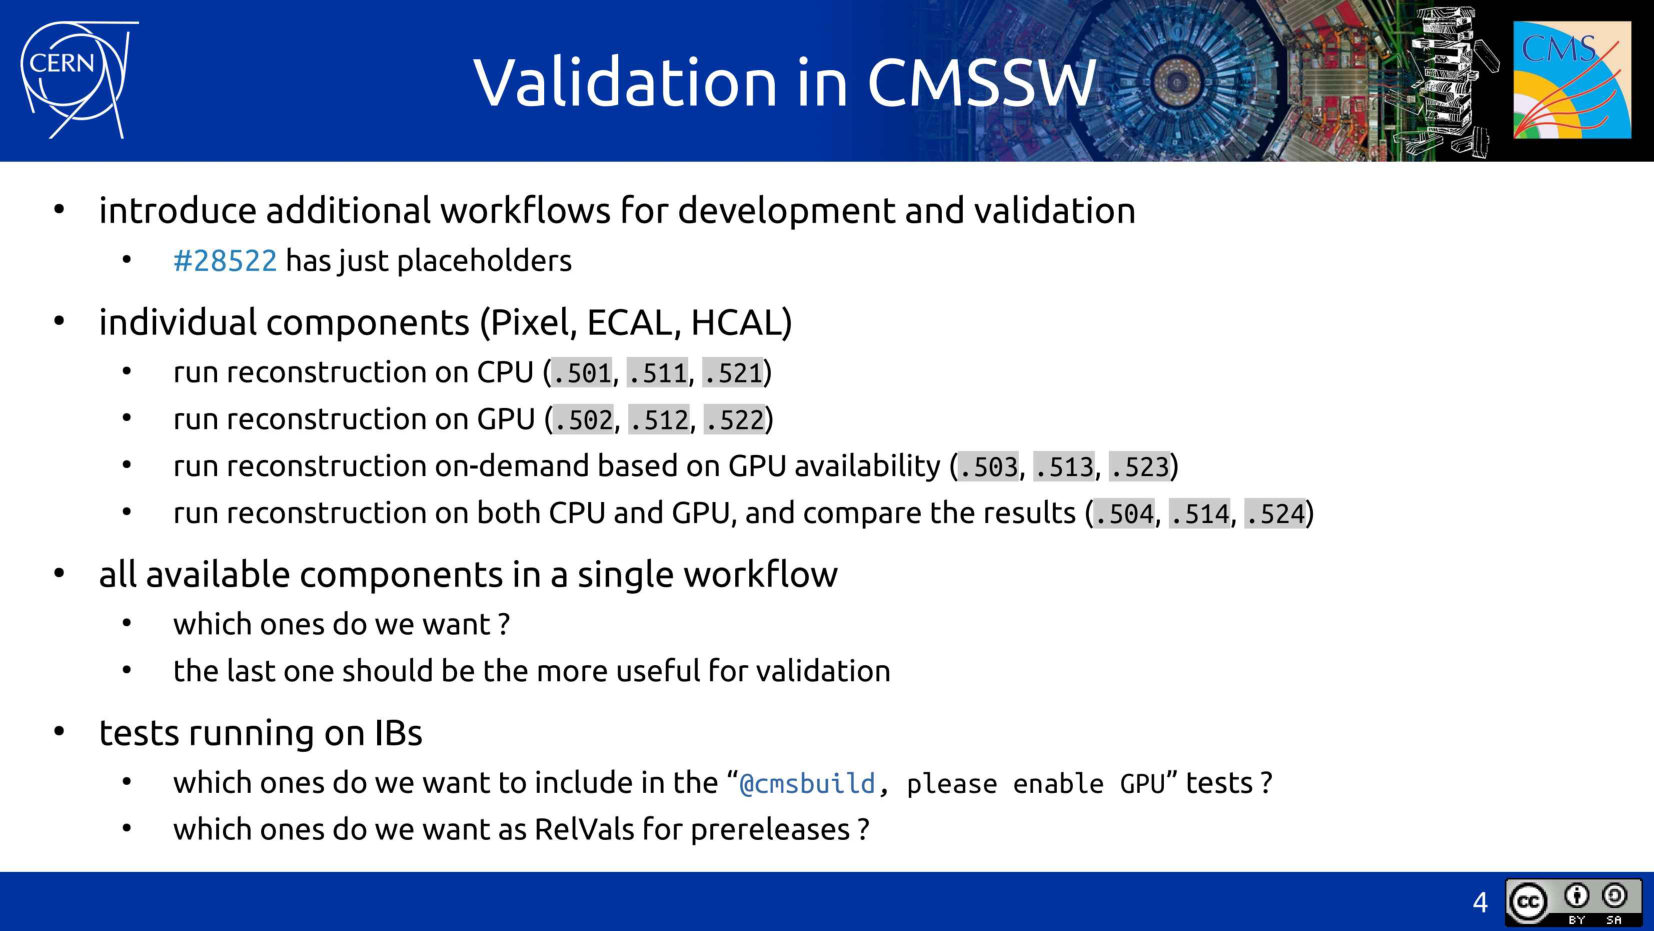 CERN
Validation in CMSSW
CMS
• introduce additional workflows for development and validation
• #28522 has just placeholders
• individual components (Pixel, ECAL, HCAL)
• run reconstruction on CPU (.501, .511, .521)
• run reconstruction on GPU (.502, .512, .522)
• run reconstruction on-demand based on GPU availability (.503, .513, .523)
• run reconstruction on both CPU and GPU, and compare the results (.504, .514, .524)
• all available components in a single workflow
• which ones do we want ?
• the last one should be the more useful for validation
• tests running on IBs
• which ones do we want to include in the “@cmsbuild, please enable GPU” tests ?
• which ones do we want as RelVals for prereleases ?
4
cc
BY SA